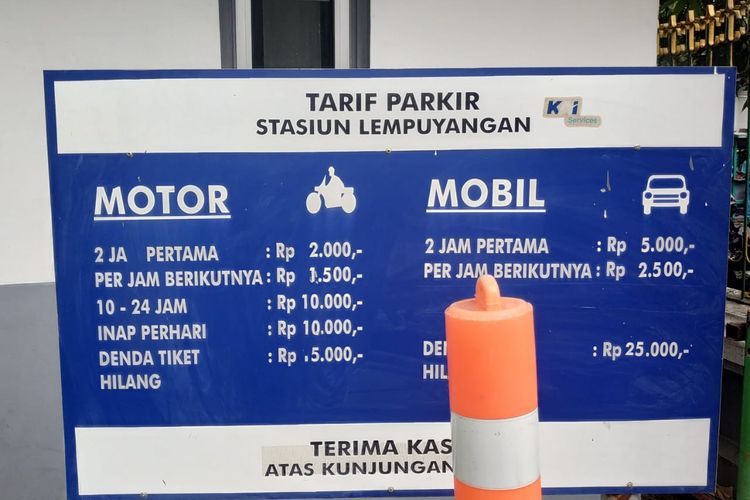 TARIF PARKIR
STASIUN LEMPUYANGAN
Services
MOTOR
2 JA PERTAMA : Rp 2.000,-
PER JAM BERIKUTNYA : Rp 1.500,-
10 - 24 JAM : Rp 10.000,-
INAP PERHARI : Rp 10.000,-
DENDA TIKET : Rp .5.000,-
HILANG
MOBIL
2 JAM PERTAMA : Rp 5.000,-
PER JAM BERIKUTNYA : Rp 2.500,-
: Rp 25.000,-
TERIMA KAS
ATAS KUNJUNGAN